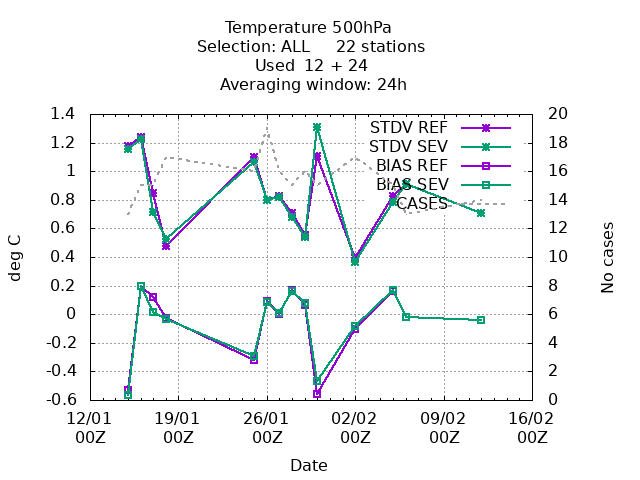 Temperature 500hPa
Selection: ALL 22 stations
Used 12 + 24
Averaging window: 24h
1.4
1.2
1
0.8
0.6
0.4
0.2
0
-0.2
-0.4
-0.6
deg C
20
18
16
14
12
10
8
6
4
2
0
No cases
STDV REF
STDV SEV
BIAS REF
BIAS SEV
CASES
12/01 19/01 26/01 02/02 09/02 16/02
00Z 00Z 00Z 00Z 00Z 00Z
Date